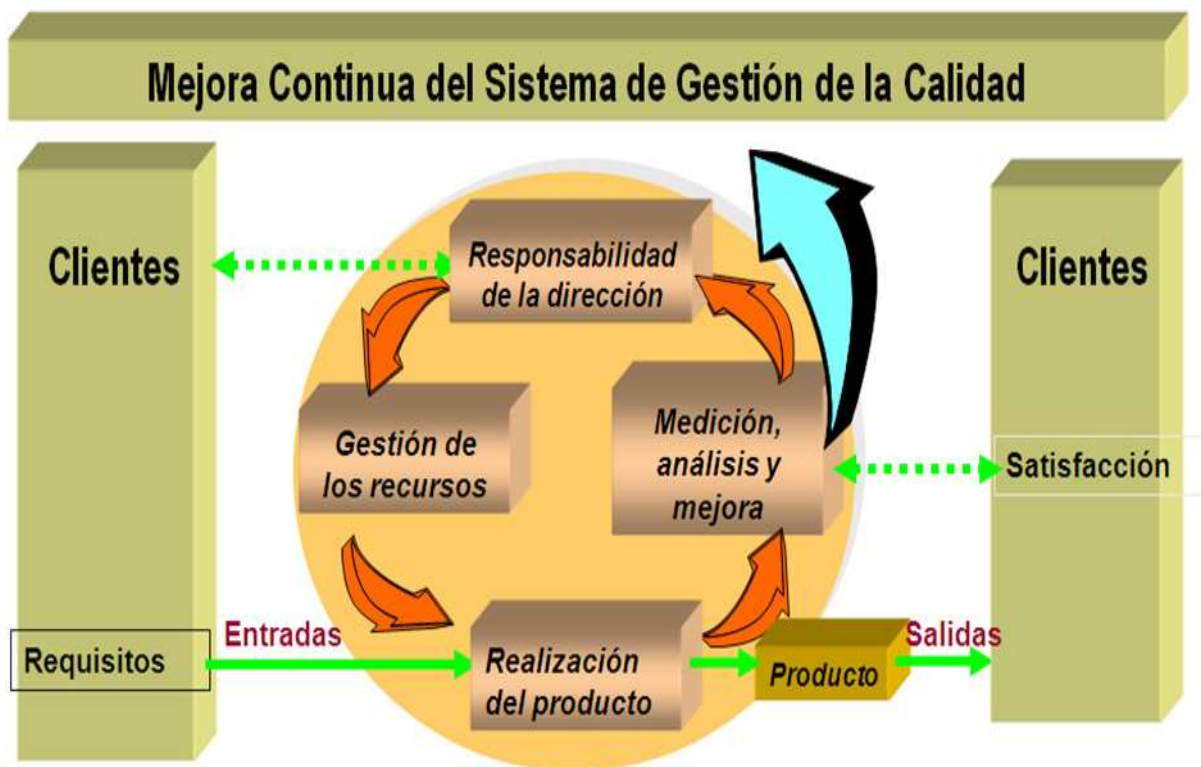 Mejora Continua del Sistema de Gestión de la Calidad
Clientes
Responsabilidad
de la dirección
Clientes
Gestión de
los recursos
Medición,
análisis y
mejora
Satisfacción
Requisitos
Entradas
Realización
del producto
Producto
Salidas